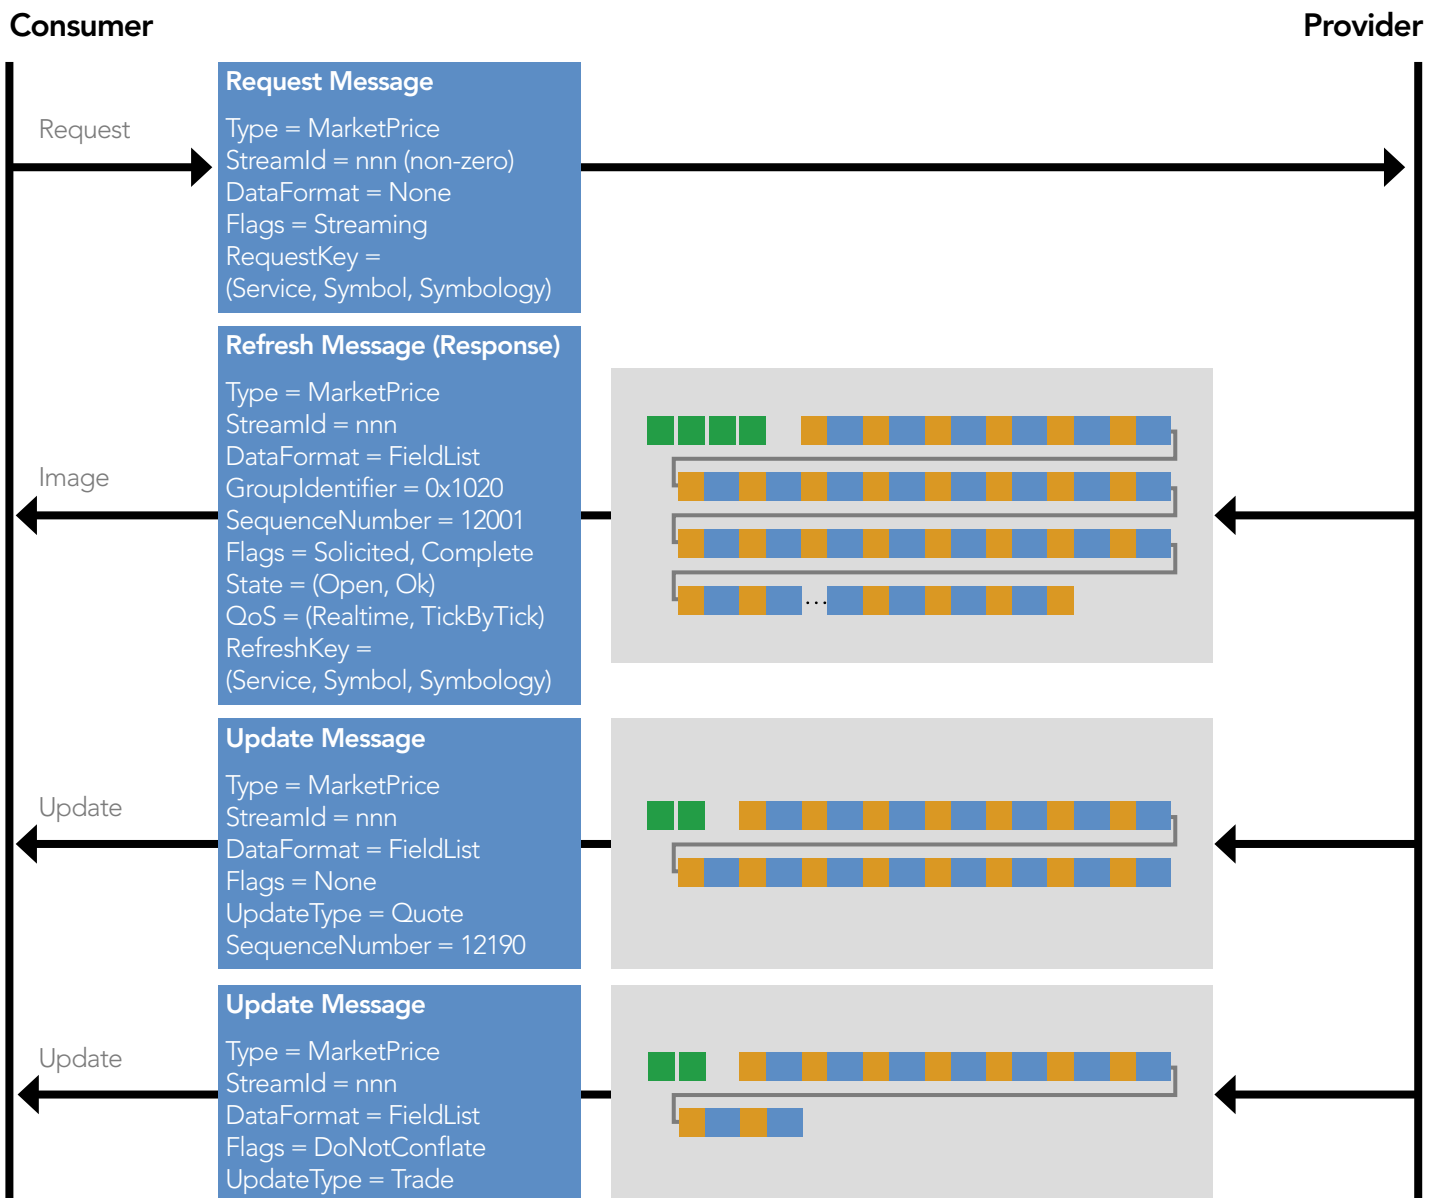 Consumer
Provider
Request
Request Message
Type = MarketPrice
StreamId = nnn (non-zero)
DataFormat = None
Flags = Streaming
RequestKey =
(Service, Symbol, Symbology)
Image
Refresh Message (Response)
Type = MarketPrice
StreamId = nnn
DataFormat = FieldList
GroupIdentifier = 0x1020
SequenceNumber = 12001
Flags = Solicited, Complete
State = (Open, Ok)
QoS = (Realtime, TickByTick)
RefreshKey =
(Service, Symbol, Symbology)
...
Update
Update Message
Type = MarketPrice
StreamId = nnn
DataFormat = FieldList
Flags = None
UpdateType = Quote
SequenceNumber = 12190
Update
Update Message
Type = MarketPrice
StreamId = nnn
DataFormat = FieldList
Flags = DoNotConflate
UpdateType = Trade